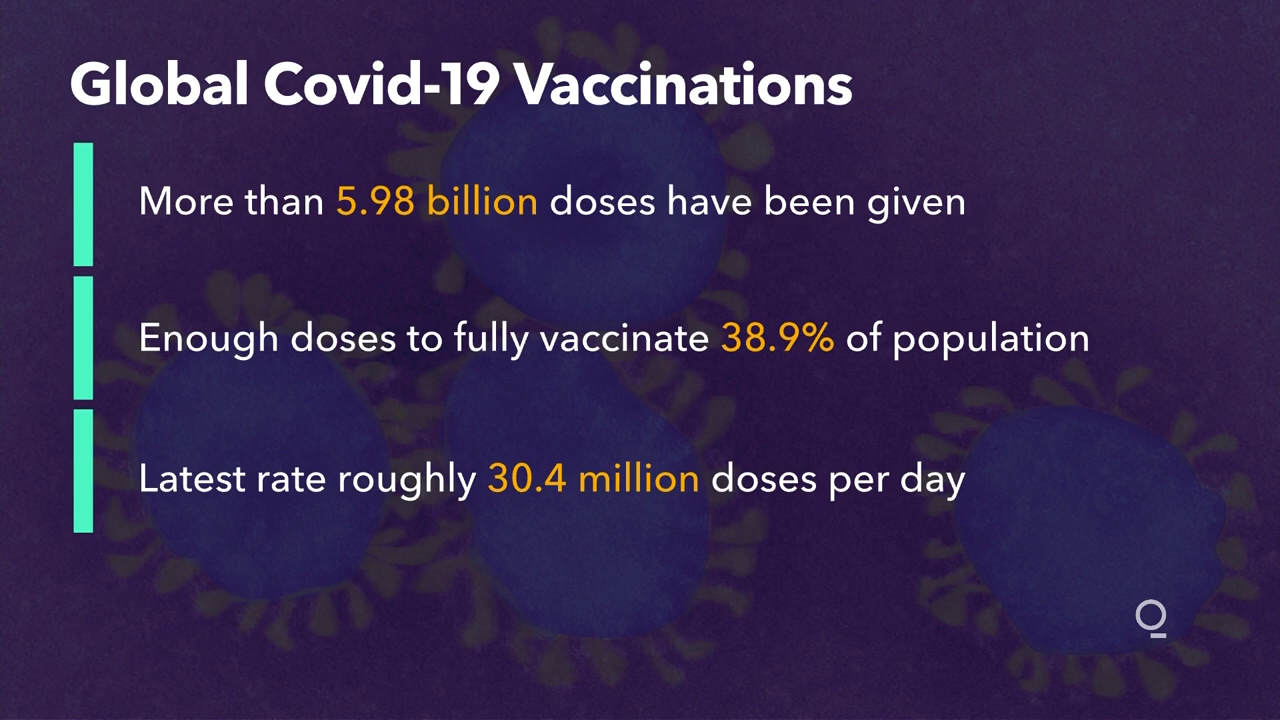 Global Covid-19 Vaccinations
More than 5.98 billion doses have been given
Enough doses to fully vaccinate 38.9% of population
Latest rate roughly 30.4 million doses per day